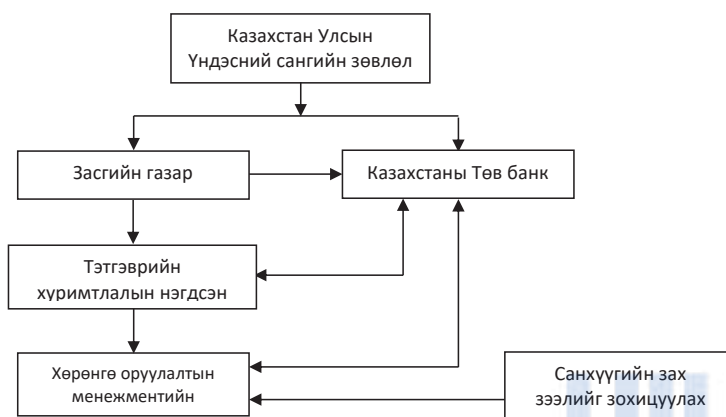 Казахстан Улсын
Үндэсний сангийн зөвлөл
Засгийн газар
Казахстаны Төв банк
Тэтгэврийн
хуримтлалын нэгдсэн
Хөрөнгө оруулалтын
менежментийн
Санхүүгийн зах
зээлийг зохицуулах